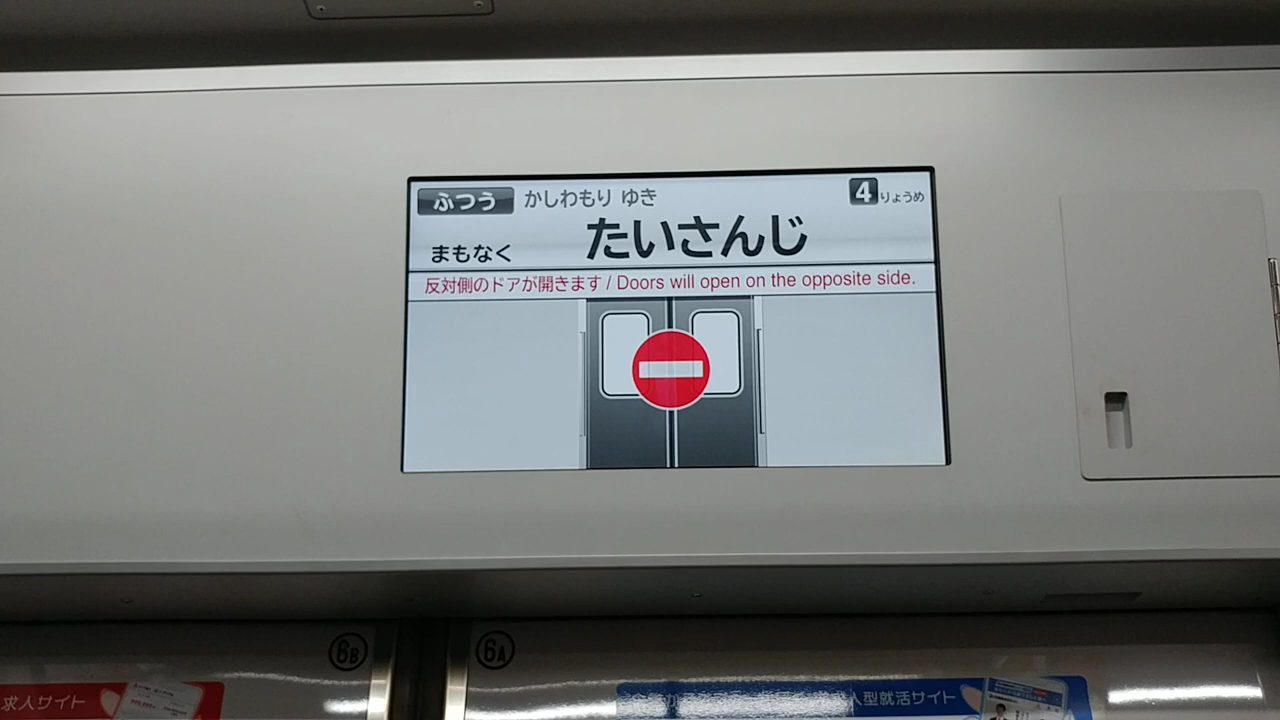 ふつう かしわもり ゆき 4りょうめ
まもなく たいさんじ
反対側のドアが開きます / Doors will open on the opposite side.
6B
6A
求人サイト
人型就活サイト